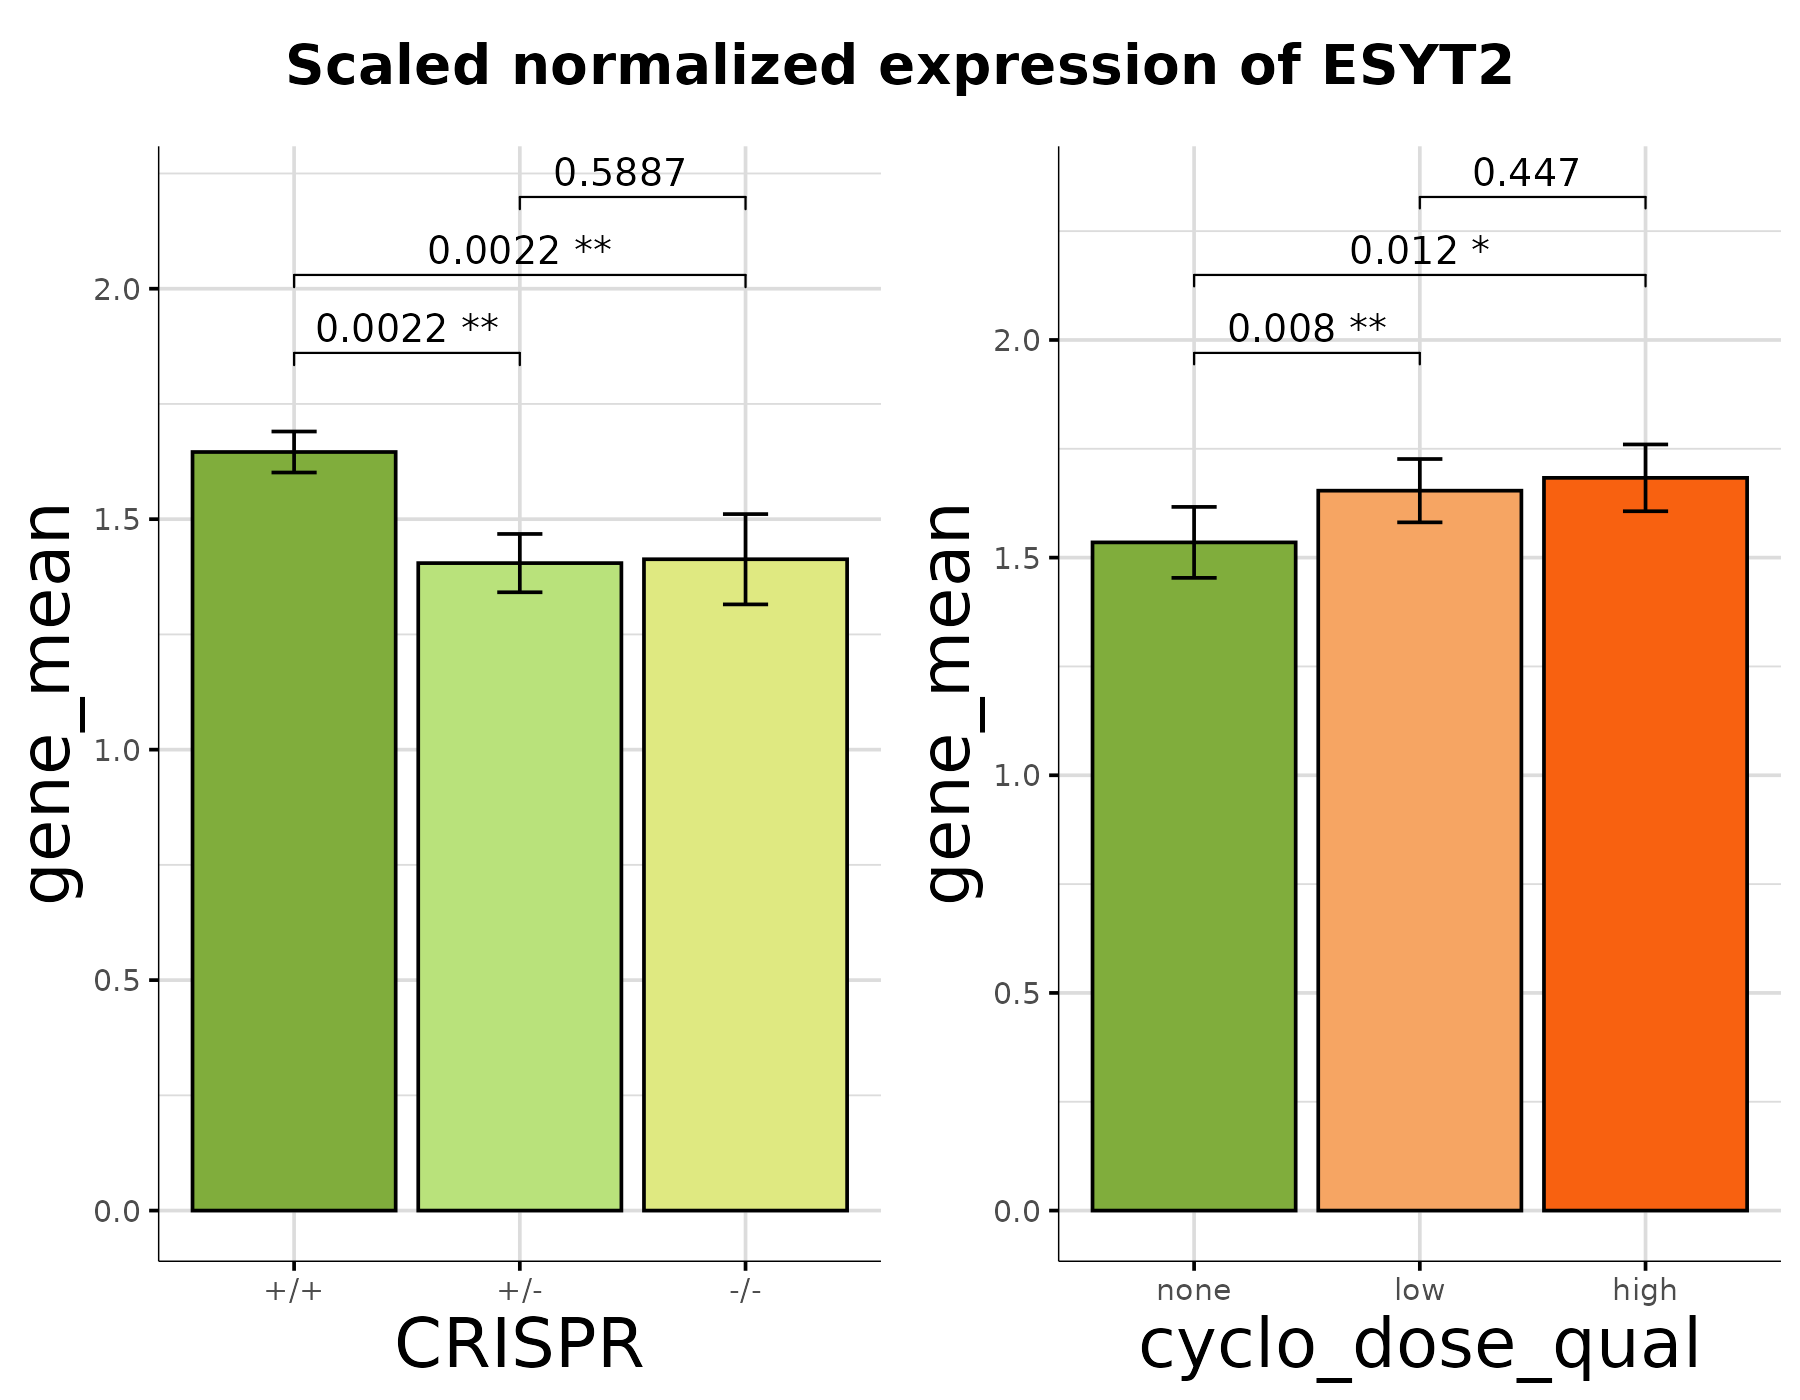 Scaled normalized expression of ESYT2
0.5887
0.0022 **
0.0022 **
2.0
1.5
1.0
0.5
0.0
gene_mean
+/+ +/- -/-
CRISPR
0.447
0.012 *
0.008 **
2.0
1.5
1.0
0.5
0.0
gene_mean
none low high
cyclo_dose_qual